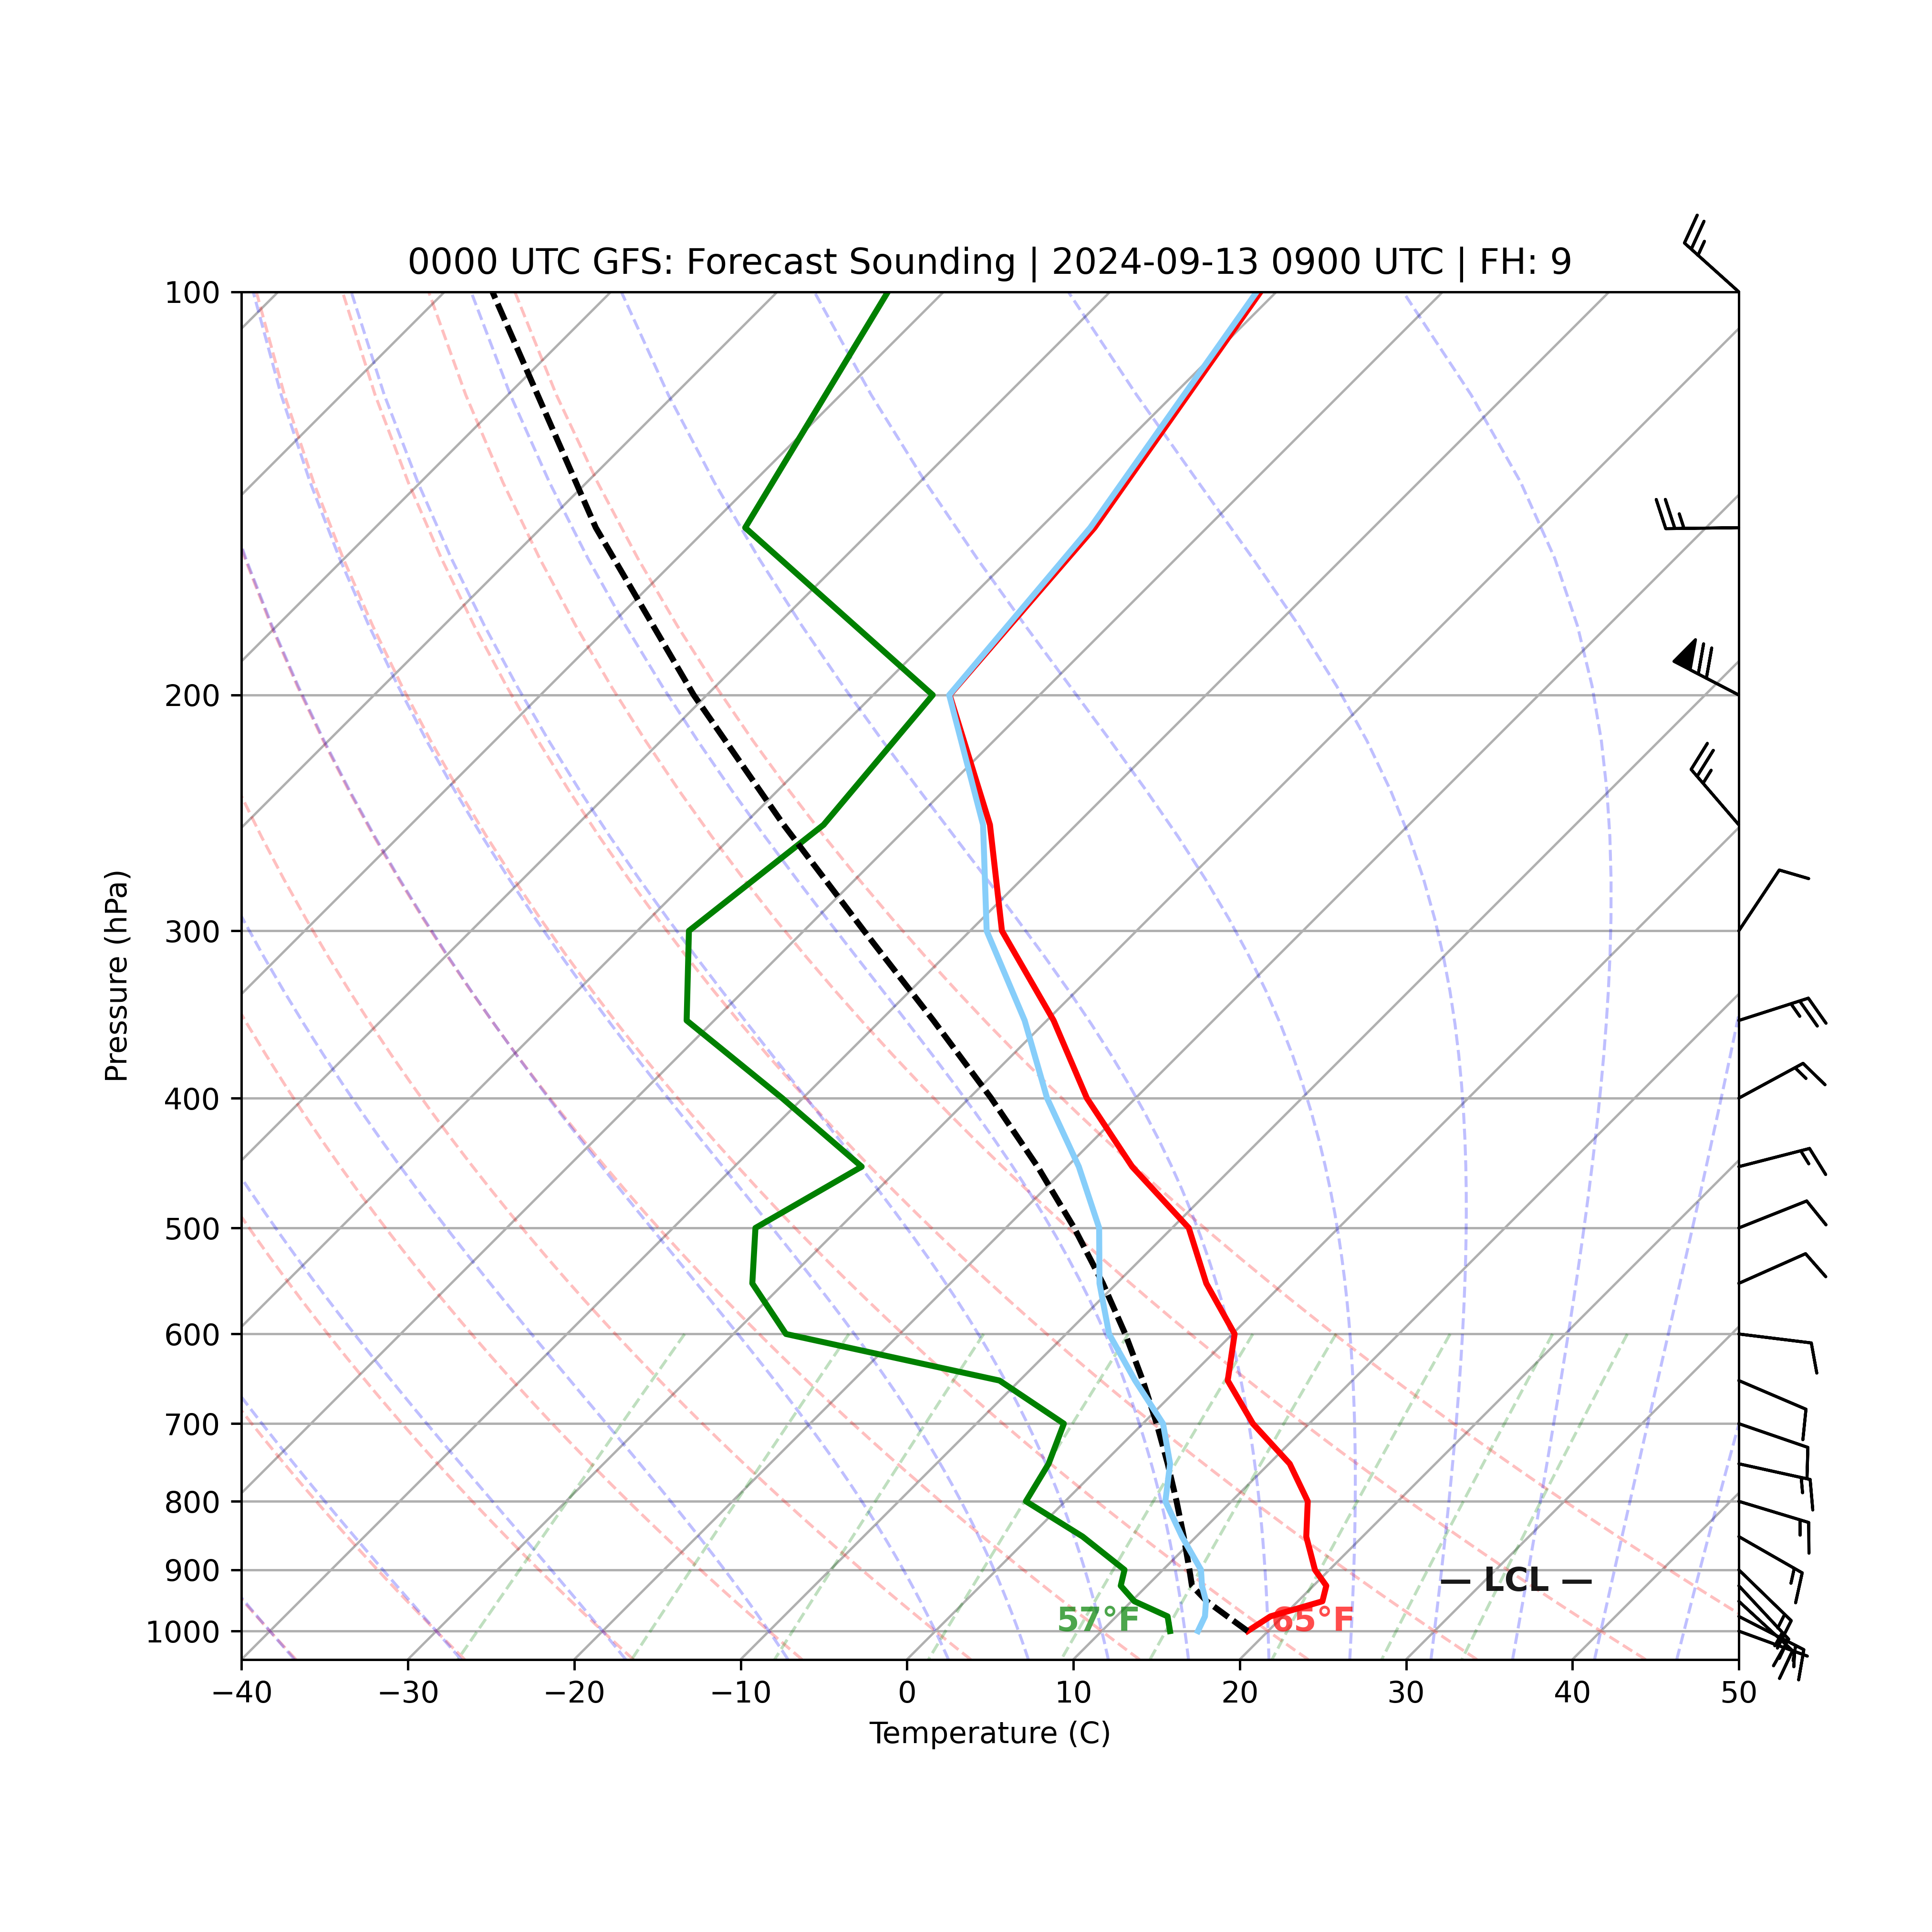 0000 UTC GFS: Forecast Sounding | 2024-09-13 0900 UTC | FH: 9
100
200
300
400
500
600
700
800
900
1000
Pressure (hPa)
— LCL —
57°F
65°F
−40 −30 −20 −10 0 10 20 30 40 50
Temperature (C)